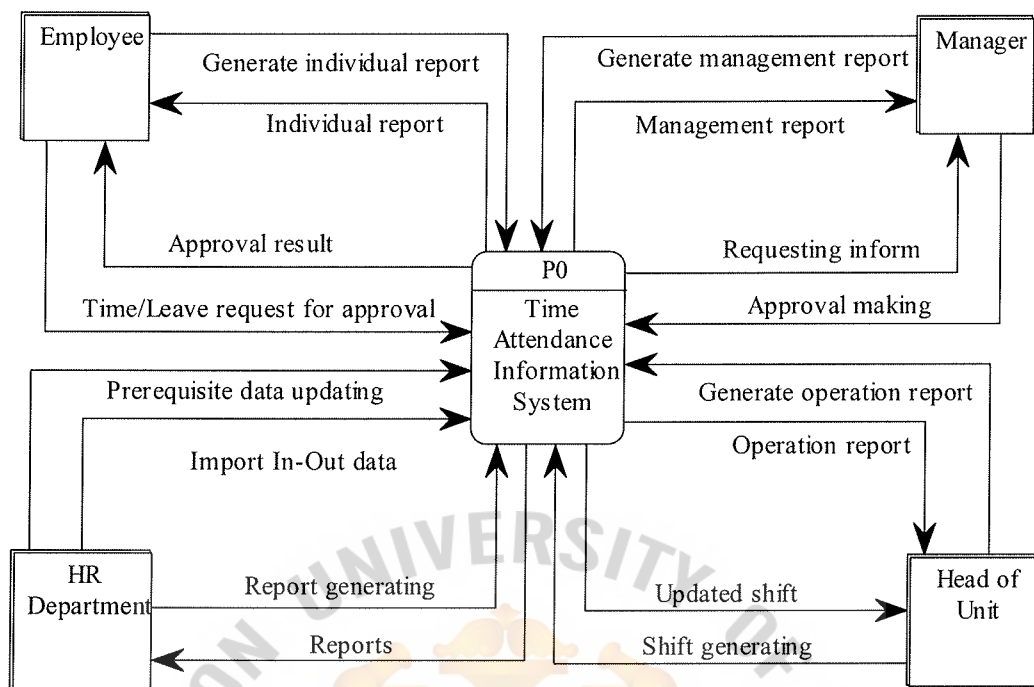 Employee
Manager
Generate individual report
Generate management report
Individual report
Management report
Approval result
Requesting inform
P0
Time/Leave request for approval
Time
Attendance
Information
System
Approval making
Prerequisite data updating
Generate operation report
Import In-Out data
Operation report
HR
Department
Report generating
Reports
Updated shift
Shift generating
Head of
Unit
UNIVERSITY OF